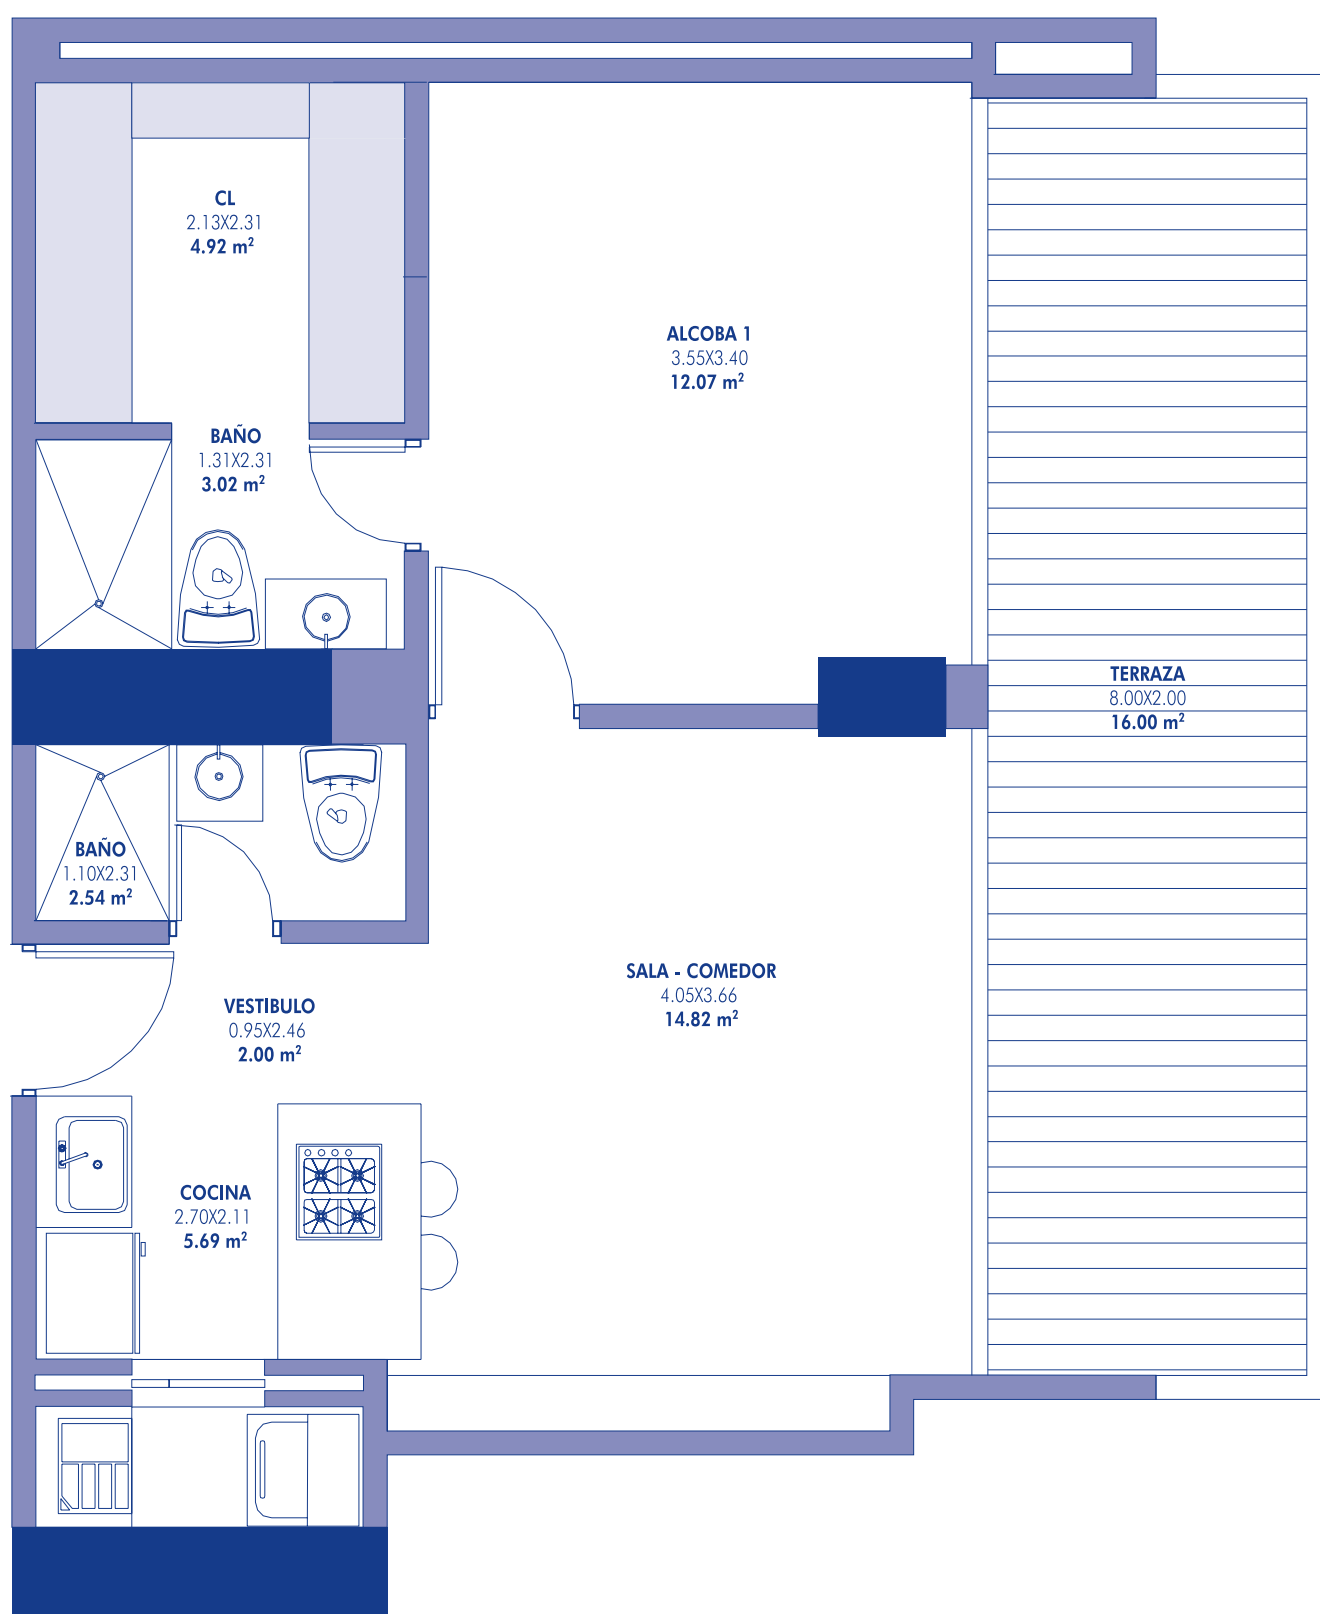 CL
2.13X2.31
4.92 m²
ALCOBA 1
3.55X3.40
12.07 m²
BAÑO
1.31X2.31
3.02 m²
TERRAZA
8.00X2.00
16.00 m²
BAÑO
1.10X2.31
2.54 m²
SALA - COMEDOR
4.05X3.66
14.82 m²
VESTIBULO
0.95X2.46
2.00 m²
COCINA
2.70X2.11
5.69 m²